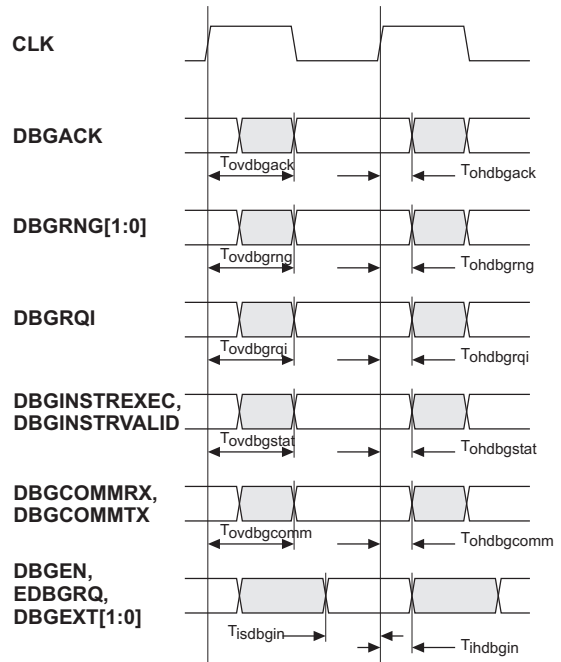 CLK
DBGACK
Tovdbgack
Tohdbgack
DBGRNG[1:0]
Tovdbgrng
Tohdbgrng
DBGRQI
Tovdbgrqi
Tohdbgrqi
DBGINSTREXEC,
DBGINSTRVALID
Tovdbgstat
Tohdbgstat
DBGCOMMRX,
DBGCOMMTX
Tovdbgcomm
Tohdbgcomm
DBGEN,
EDBGRQ,
DBGEXT[1:0]
Tisdbgin
Tihdbgin